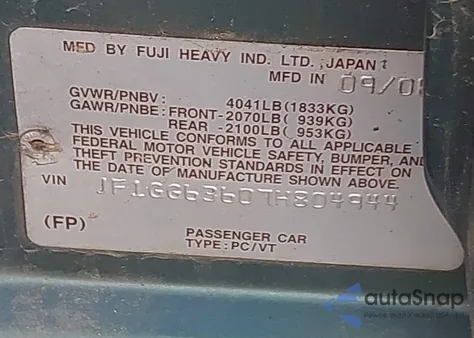 MFD BY FUJI HEAVY IND. LTD. ,JAPAN
MFD IN 09/0
GVWR/PNBV : 4041LB(1833KG)
GAWR/PNBE: FRONT-2070LB( 939KG)
REAR -2100LB( 953KG)
THIS VEHICLE CONFORMS TO ALL APPLICABLE
FEDERAL MOTOR VEHICLE SAFETY, BUMPER, AND
THEFT PREVENTION STANDARDS IN EFFECT ON
THE DATE OF MANUFACTURE SHOWN ABOVE.
VIN JF1GG63607H804944
(FP)
PASSENGER CAR
TYPE: PC/VT
autoSnap